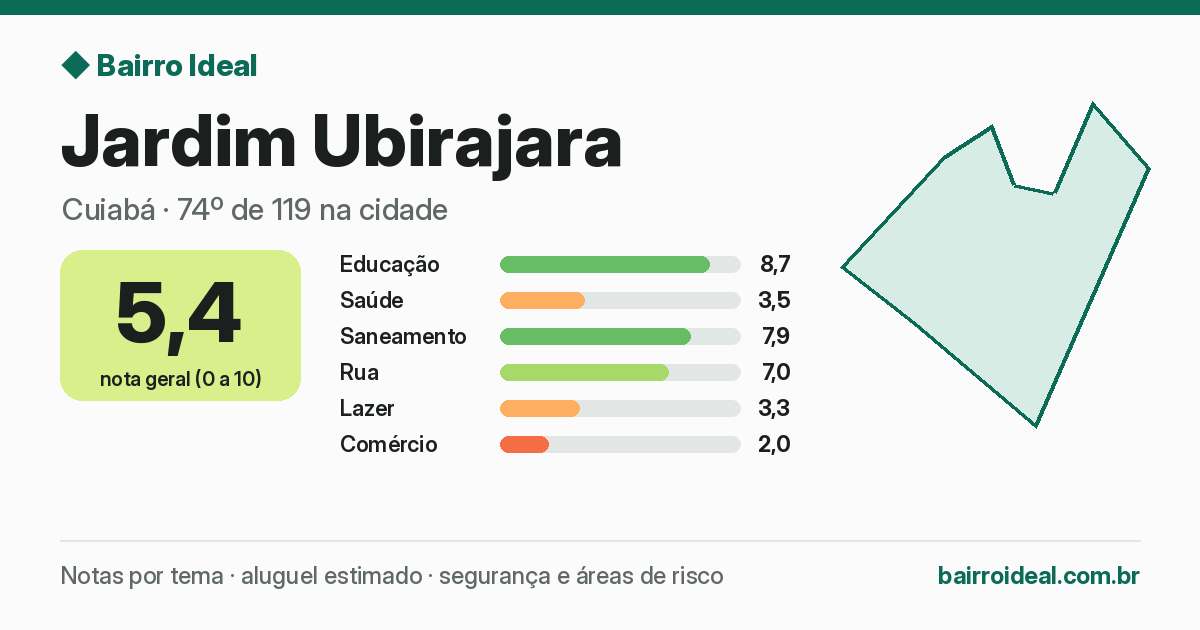 Bairro Ideal
Jardim Ubirajara
Cuiabá · 74º de 119 na cidade
5,4
nota geral (0 a 10)
Educação 8,7
Saúde 3,5
Saneamento 7,9
Rua 7,0
Lazer 3,3
Comércio 2,0
Notas por tema · aluguel estimado · segurança e áreas de risco
bairroideal.com.br